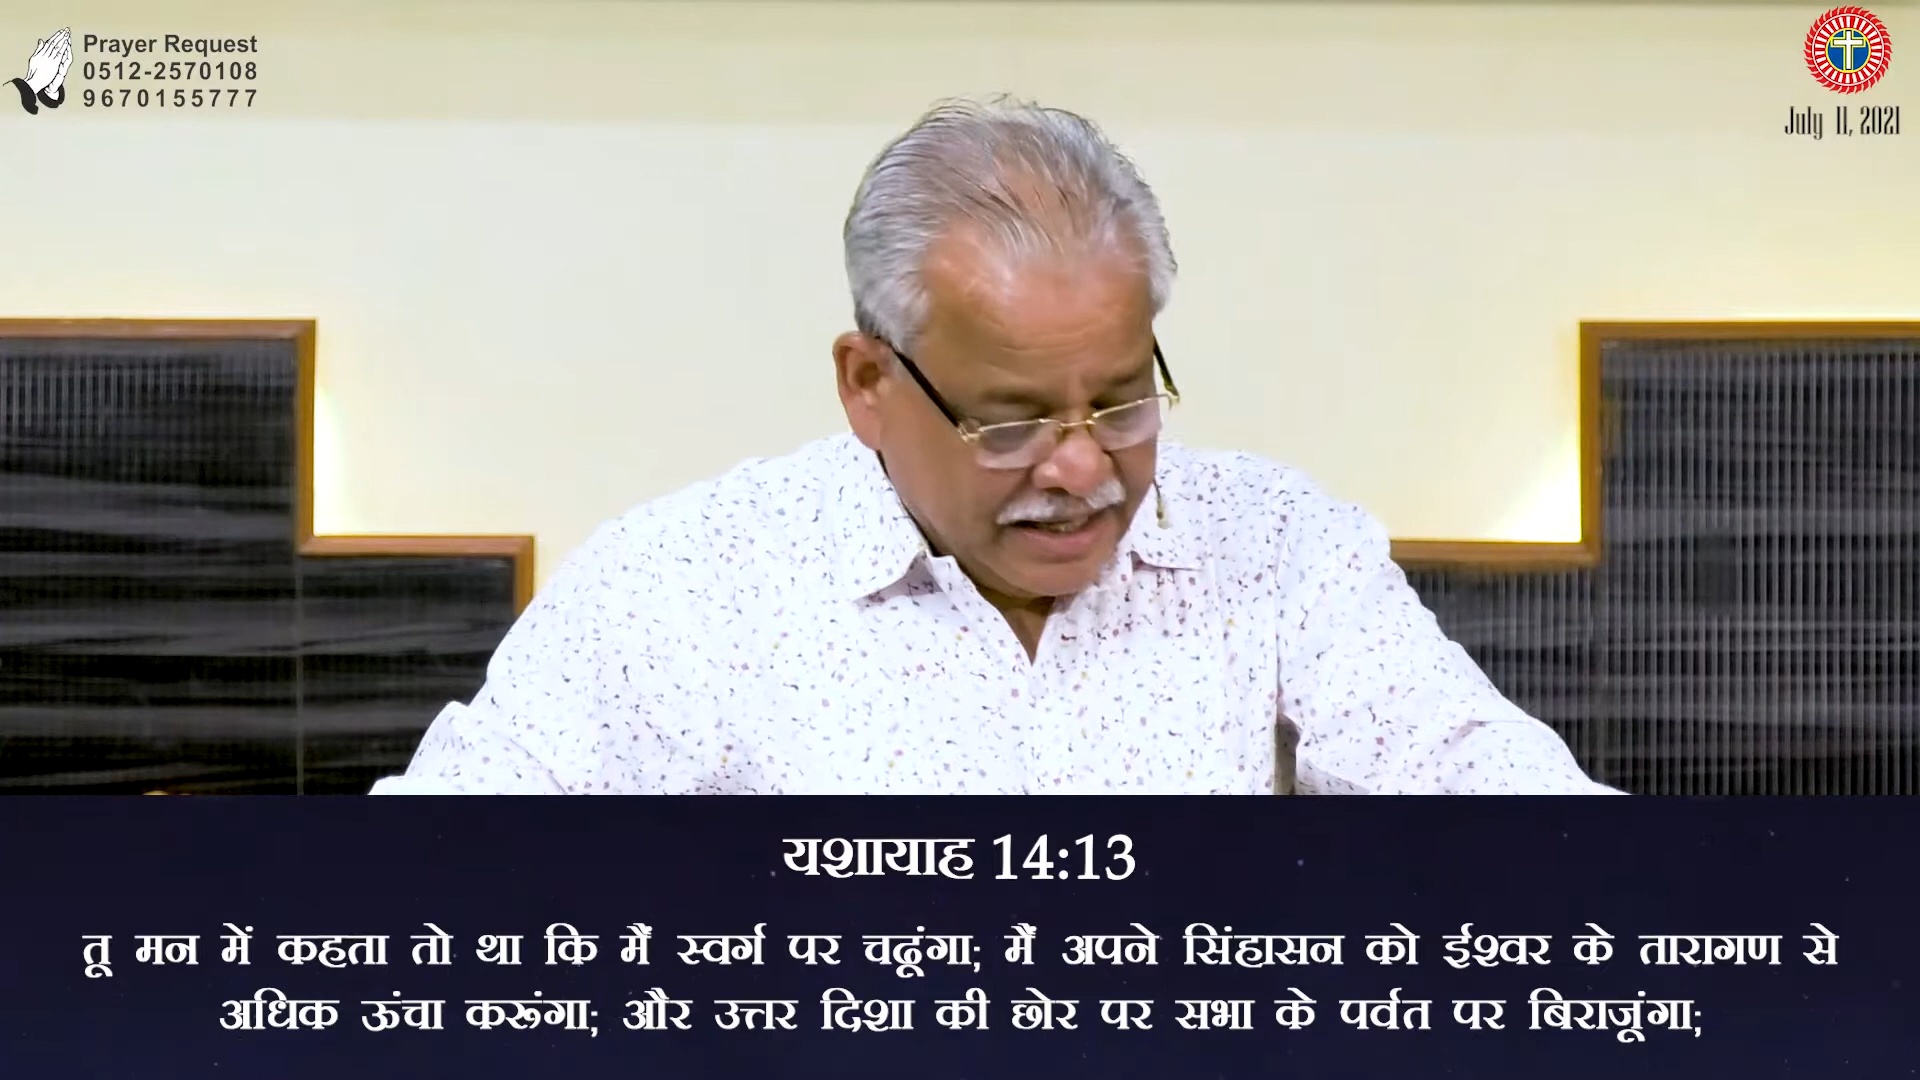 Prayer Request
0512-2570108
9670155777
July 11, 2021
यशायाह 14:13
तू मन में कहता तो था कि मैं स्वर्ग पर चढूंगा; मैं अपने सिंहासन को ईश्वर के तारागण से
अधिक ऊंचा करूंगा; और उत्तर दिशा की छोर पर सभा के पर्वत पर बिराजूंगा;